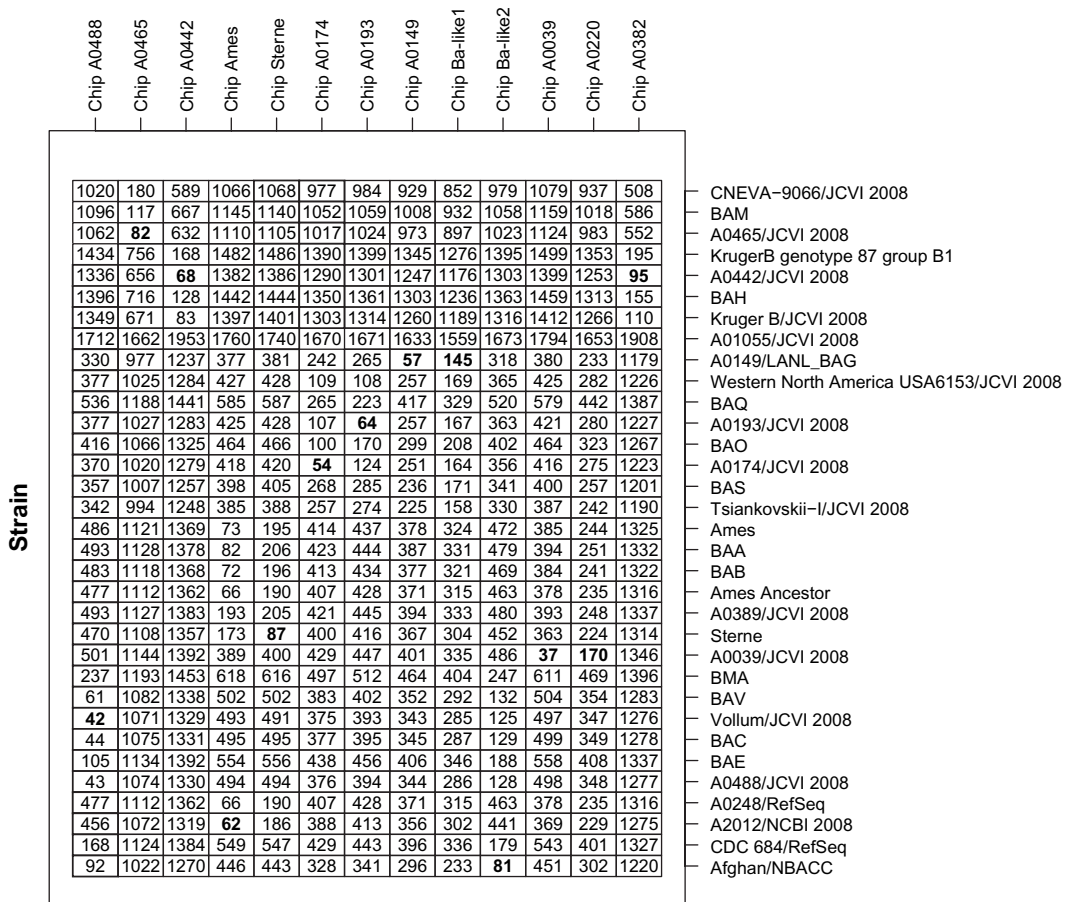 Chip A0488 Chip A0465 Chip A0442 Chip Ames Chip Sterne Chip A0174 Chip A0193 Chip A0149 Chip Ba-like1 Chip Ba-like2 Chip A0039 Chip A0220 Chip A0382
Strain
1020 180 589 1066 1068 977 984 929 852 979 1079 937 508 CNEVA−9066/JCVI 2008
1096 117 667 1145 1140 1052 1059 1008 932 1058 1159 1018 586 BAM
1062 82 632 1110 1105 1017 1024 973 897 1023 1124 983 552 A0465/JCVI 2008
1434 756 168 1482 1486 1390 1399 1345 1276 1395 1499 1353 195 KrugerB genotype 87 group B1
1336 656 68 1382 1386 1290 1301 1247 1176 1303 1399 1253 95 A0442/JCVI 2008
1396 716 128 1442 1444 1350 1361 1303 1236 1363 1459 1313 155 BAH
1349 671 83 1397 1401 1303 1314 1260 1189 1316 1412 1266 110 Kruger B/JCVI 2008
1712 1662 1953 1760 1740 1670 1671 1633 1559 1673 1794 1653 1908 A01055/JCVI 2008
330 977 1237 377 381 242 265 57 145 318 380 233 1179 A0149/LANL_BAG
377 1025 1284 427 428 109 108 257 169 365 425 282 1226 Western North America USA6153/JCVI 2008
536 1188 1441 585 587 265 223 417 329 520 579 442 1387 BAQ
377 1027 1283 425 428 107 64 257 167 363 421 280 1227 A0193/JCVI 2008
416 1066 1325 464 466 100 170 299 208 402 464 323 1267 BAO
370 1020 1279 418 420 54 124 251 164 356 416 275 1223 A0174/JCVI 2008
357 1007 1257 398 405 268 285 236 171 341 400 257 1201 BAS
342 994 1248 385 388 257 274 225 158 330 387 242 1190 Tsiankovskii−I/JCVI 2008
486 1121 1369 73 195 414 437 378 324 472 385 244 1325 Ames
493 1128 1378 82 206 423 444 387 331 479 394 251 1332 BAA
483 1118 1368 72 196 413 434 377 321 469 384 241 1322 BAB
477 1112 1362 66 190 407 428 371 315 463 378 235 1316 Ames Ancestor
493 1127 1383 193 205 421 445 394 333 480 393 248 1337 A0389/JCVI 2008
470 1108 1357 173 87 400 416 367 304 452 363 224 1314 Sterne
501 1144 1392 389 400 429 447 401 335 486 37 170 1346 A0039/JCVI 2008
237 1193 1453 618 616 497 512 464 404 247 611 469 1396 BMA
61 1082 1338 502 502 383 402 352 292 132 504 354 1283 BAV
42 1071 1329 493 491 375 393 343 285 125 497 347 1276 Vollum/JCVI 2008
44 1075 1331 495 495 377 395 345 287 129 499 349 1278 BAC
105 1134 1392 554 556 438 456 406 346 188 558 408 1337 BAE
43 1074 1330 494 494 376 394 344 286 128 498 348 1277 A0488/JCVI 2008
477 1112 1362 66 190 407 428 371 315 463 378 235 1316 A0248/RefSeq
456 1072 1319 62 186 388 413 356 302 441 369 229 1275 A2012/NCBI 2008
168 1124 1384 549 547 429 443 396 336 179 543 401 1327 CDC 684/RefSeq
92 1022 1270 446 443 328 341 296 233 81 451 302 1220 Afghan/NBACC